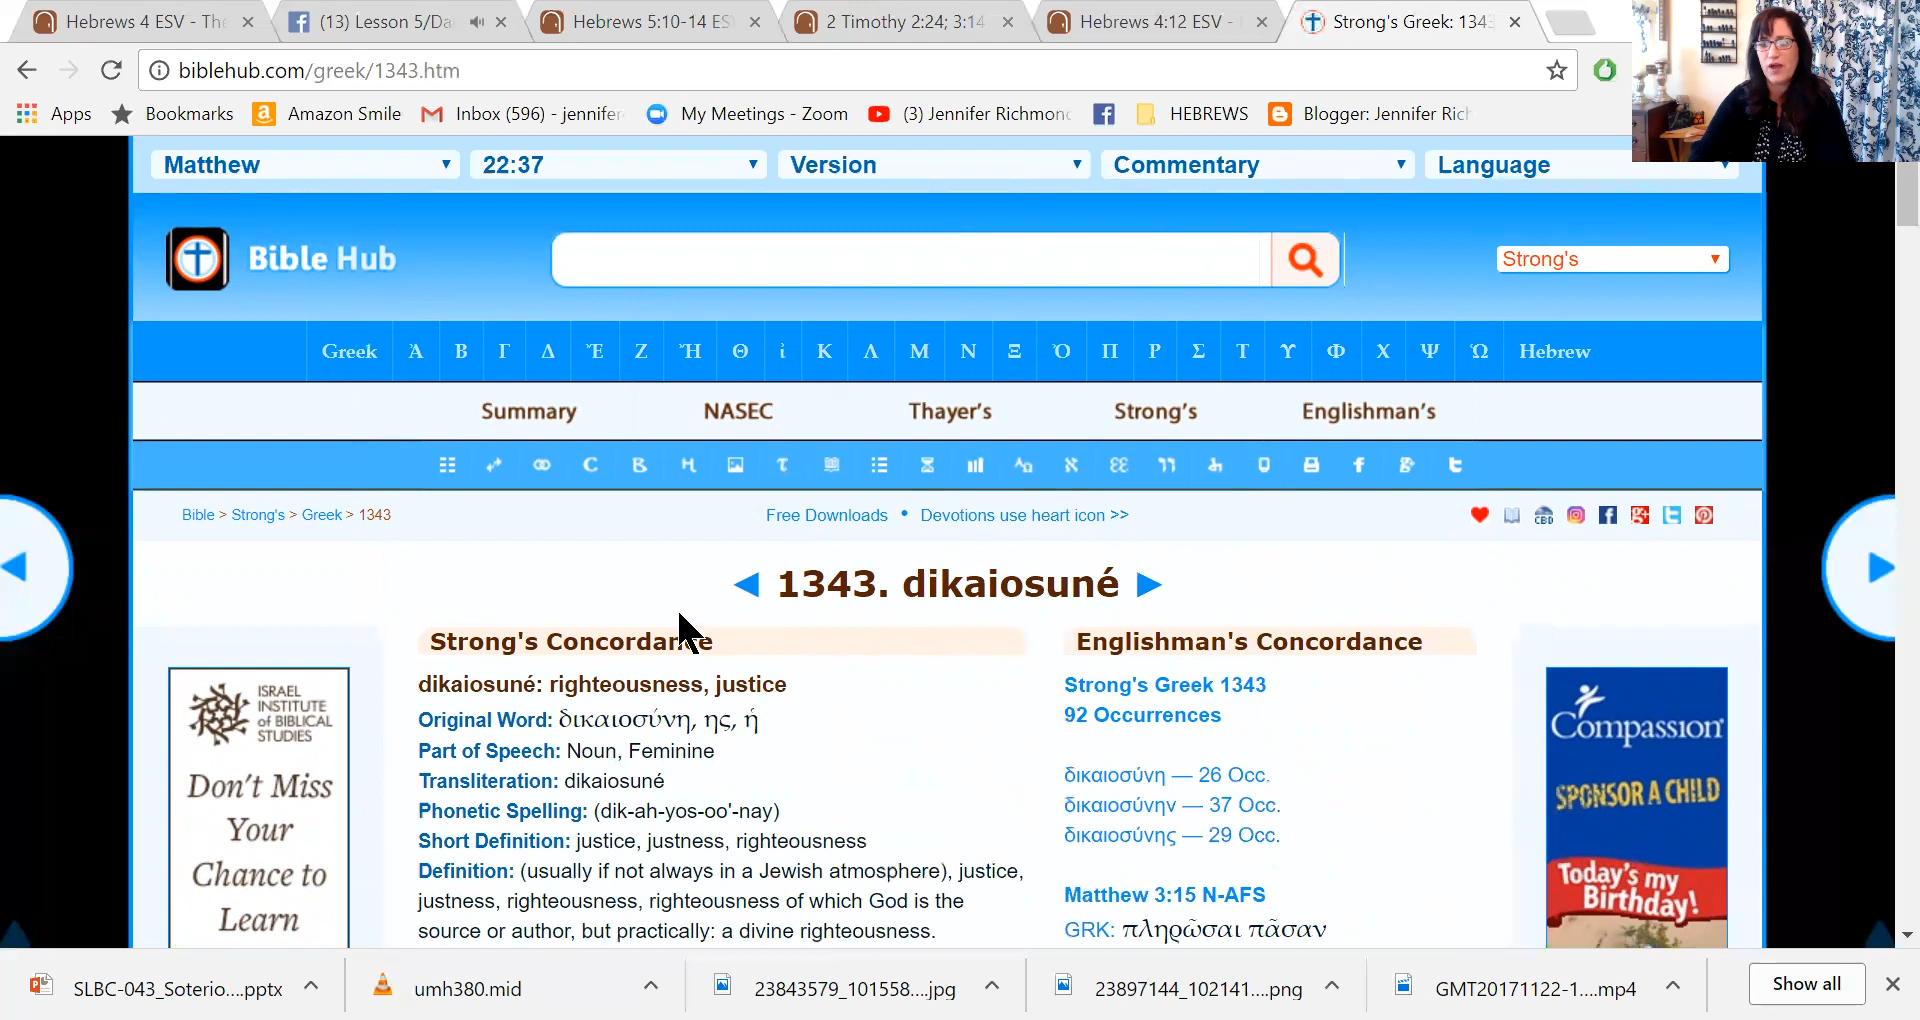 Hebrews 4 ESV - The
(13) Lesson 5/Da
Hebrews 5:10-14 ES
2 Timothy 2:24; 3:14
Hebrews 4:12 ESV -
Strong's Greek: 1343
biblehub.com/greek/1343.htm
Apps
Bookmarks
Amazon Smile
Inbox (596) - jennifer
My Meetings - Zoom
(3) Jennifer Richmond
HEBREWS
Blogger: Jennifer Rich
Matthew
22:37
Version
Commentary
Language
Bible Hub
Strong's
Greek Ἀ Β Γ Δ Ἐ Ζ Ἠ Θ ἰ Κ Λ Μ Ν Ξ Ὀ Π Ρ Σ Τ Υ Φ Χ Ψ Ὠ Hebrew
Summary NASEC Thayer's Strong's Englishman's
Bible > Strong's > Greek > 1343
Free Downloads • Devotions use heart icon >>
CBD
◄ 1343. dikaiosuné ►
Strong's Concordance
dikaiosuné: righteousness, justice
Original Word: δικαιοσύνη, ης, ἡ
Part of Speech: Noun, Feminine
Transliteration: dikaiosuné
Phonetic Spelling: (dik-ah-yos-oo'-nay)
Short Definition: justice, justness, righteousness
Definition: (usually if not always in a Jewish atmosphere), justice,
justness, righteousness, righteousness of which God is the
source or author, but practically: a divine righteousness.
Englishman's Concordance
Strong's Greek 1343
92 Occurrences
δικαιοσύνη — 26 Occ.
δικαιοσύνην — 37 Occ.
δικαιοσύνης — 29 Occ.
Matthew 3:15 N-AFS
GRK: πληρῶσαι πᾶσαν
ISRAEL
INSTITUTE
of BIBLICAL
STUDIES
Don't Miss
Your
Chance to
Learn
Compassion
SPONSOR A CHILD
Today's my
Birthday!
SLBC-043_Soterio....pptx
umh380.mid
23843579_101558....jpg
23897144_102141....png
GMT20171122-1....mp4
Show all